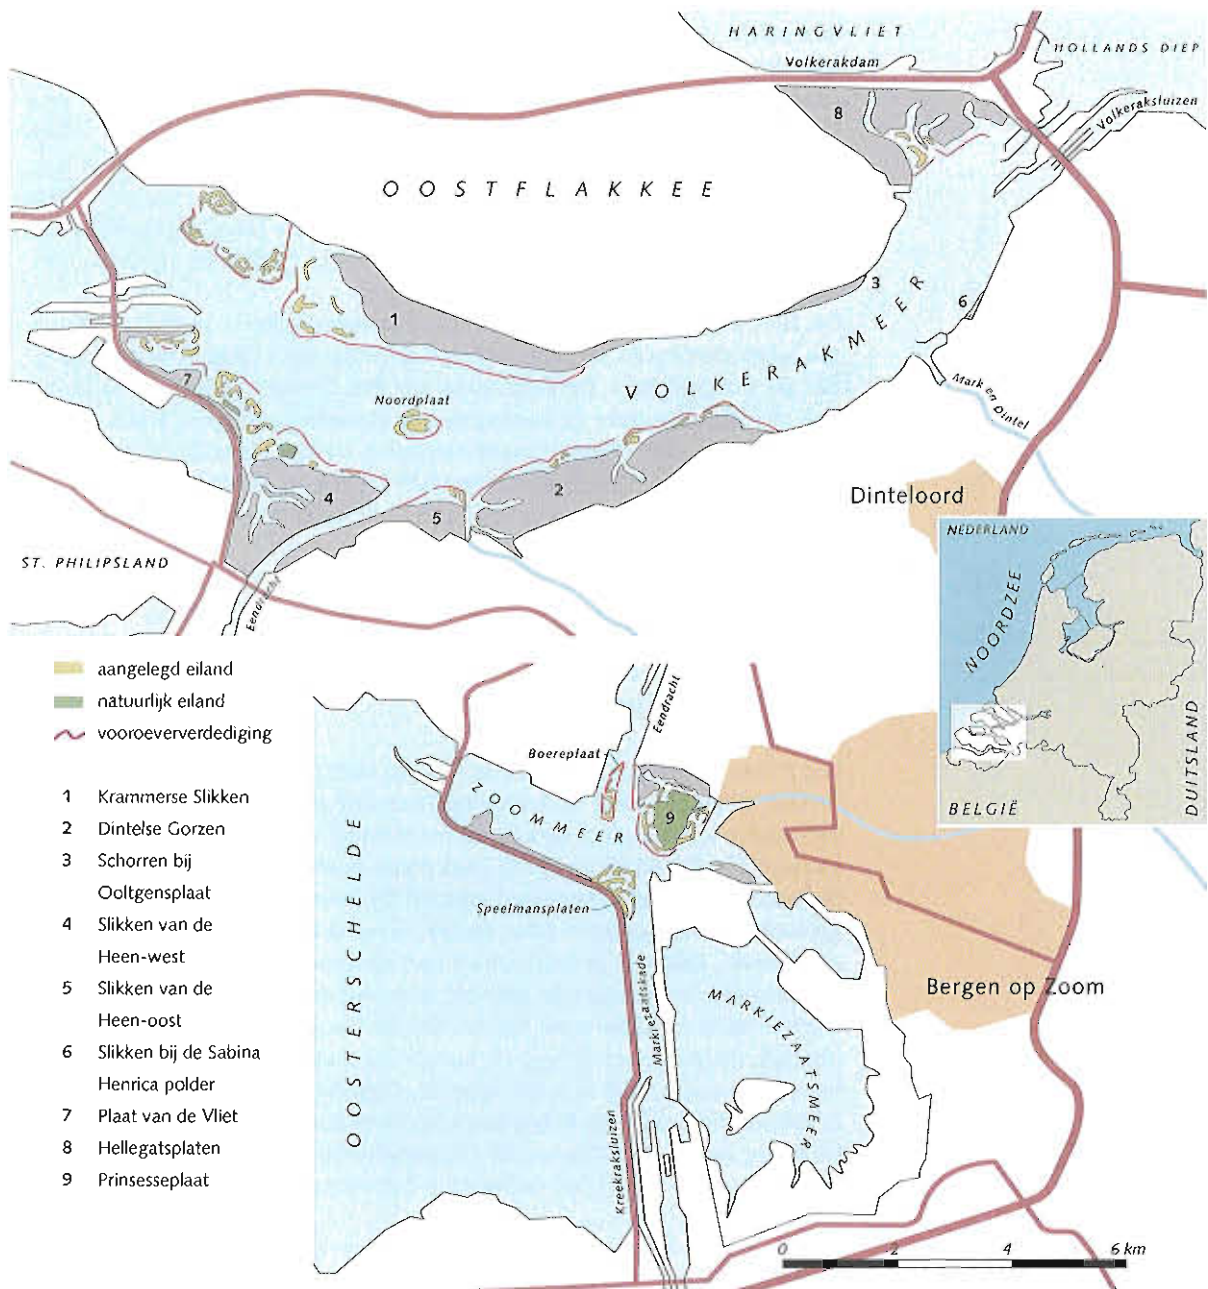 HARINGVLIET
HOLLANDS DIEP
Volkerakdam
Volkeraksluizen
8
OOSTFLAKKEE
3
6
1
VOLKERAKMEER
7
Noordplaat
Mark en Dintel
4
2
5
Dinteloord
ST. PHILIPSLAND
Eendracht
NEDERLAND
NOORDZEE
DUITSLAND
BELGIË
aangelegd eiland
natuurlijk eiland
vooroeververdediging
1 Krammerse Slikken
2 Dintelse Gorzen
3 Schorren bij
Ooltgensplaat
4 Slikken van de
Heen-west
5 Slikken van de
Heen-oost
6 Slikken bij de Sabina
Henrica polder
7 Plaat van de Vliet
8 Hellegatsplaten
9 Prinsesseplaat
Eendracht
Boereplaat
ZOOMMEER
9
Speelmansplaten
OOSTERSCHELDE
Markiezaatskade
MARKIEZAATSMEER
Bergen op Zoom
Kreekraksluizen
0 2 4 6 km